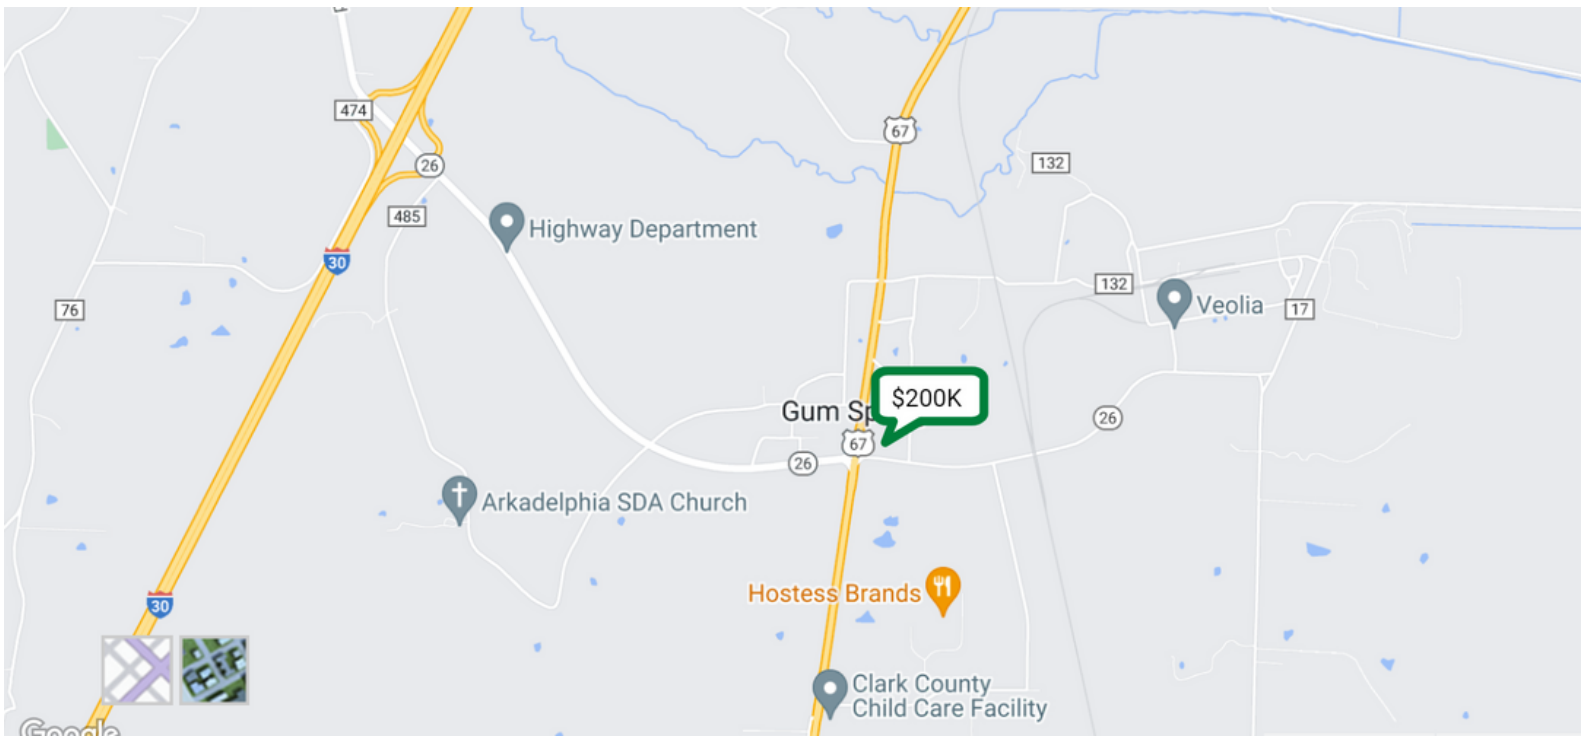 474
67
26
132
485
Highway Department
30
132
76
Veolia
17
$200K
Gum Sp
67
26
26
Arkadelphia SDA Church
Hostess Brands
30
Clark County
Child Care Facility
Google